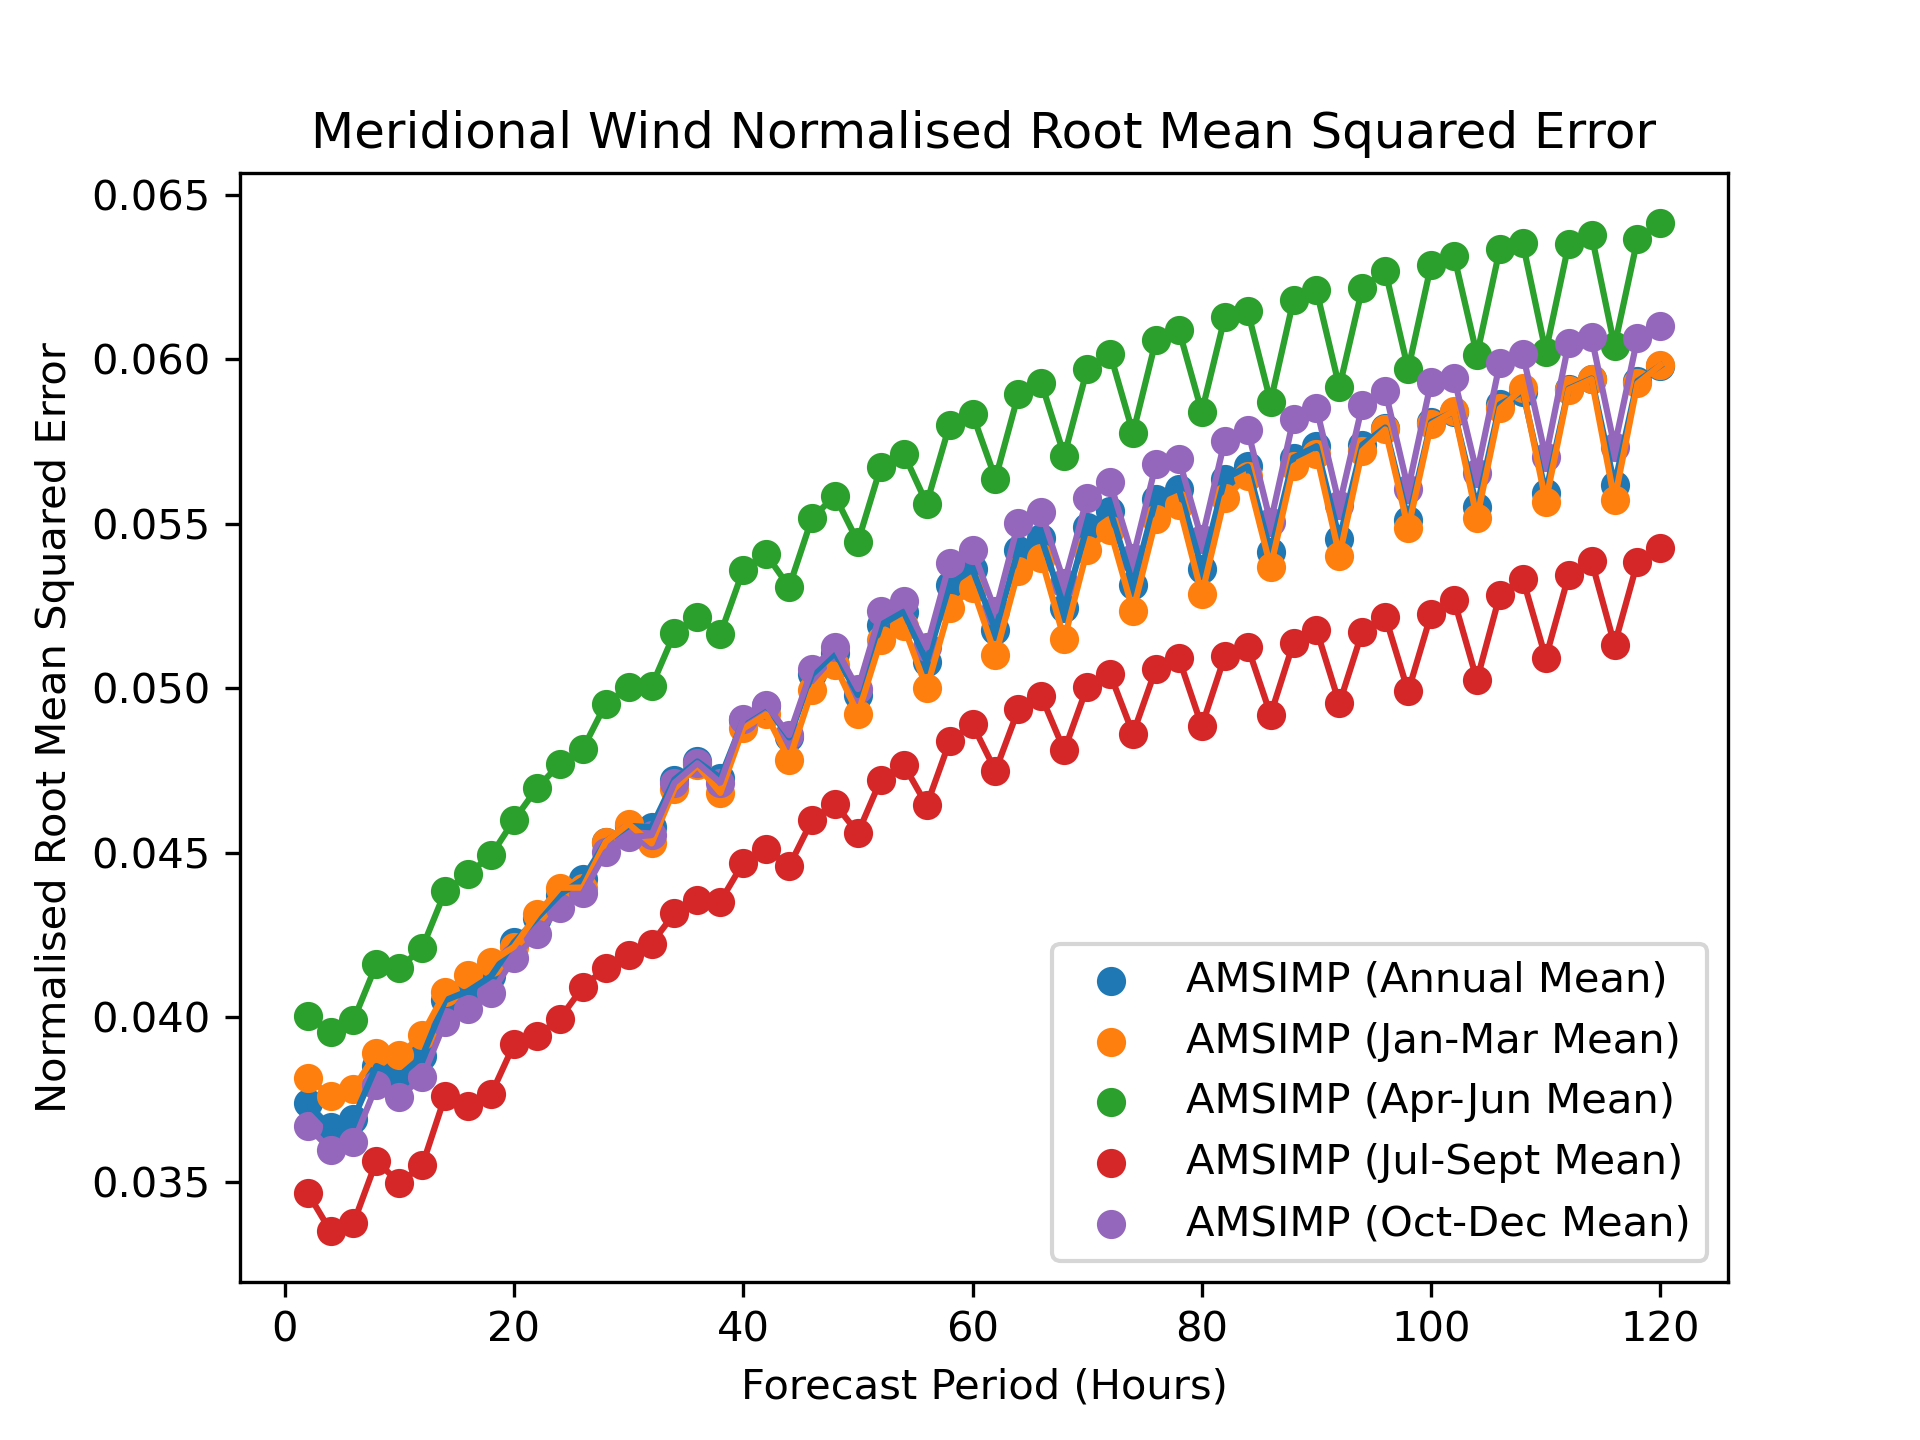 Meridional Wind Normalised Root Mean Squared Error
Normalised Root Mean Squared Error
0.065
0.060
0.055
0.050
0.045
0.040
0.035
AMSIMP (Annual Mean)
AMSIMP (Jan-Mar Mean)
AMSIMP (Apr-Jun Mean)
AMSIMP (Jul-Sept Mean)
AMSIMP (Oct-Dec Mean)
0 20 40 60 80 100 120
Forecast Period (Hours)